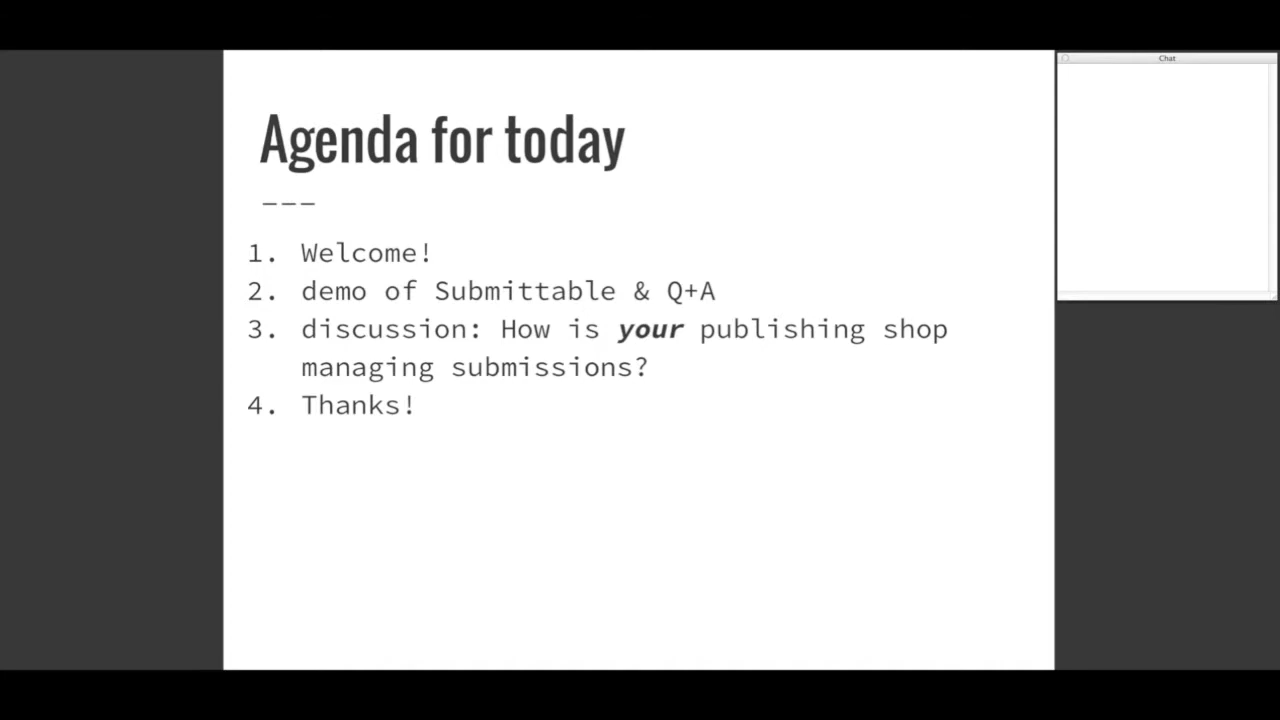 Agenda for today
---
1. Welcome!
2. demo of Submittable & Q+A
3. discussion: How is your publishing shop
managing submissions?
4. Thanks!
Chat